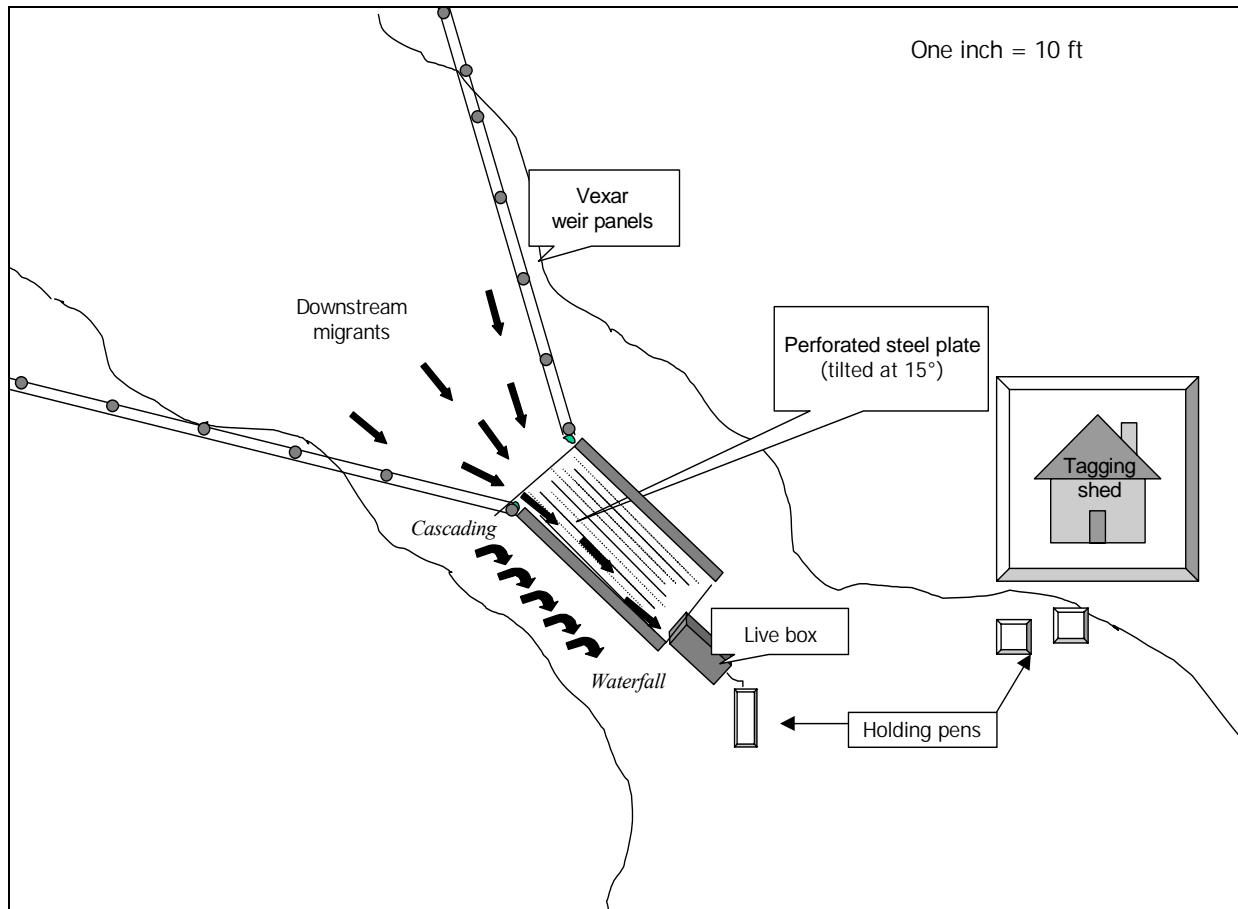 One inch = 10 ft
Vexar
weir panels
Downstream
migrants
Perforated steel plate
(tilted at 15°)
Tagging
shed
Cascading
Live box
Waterfall
Holding pens